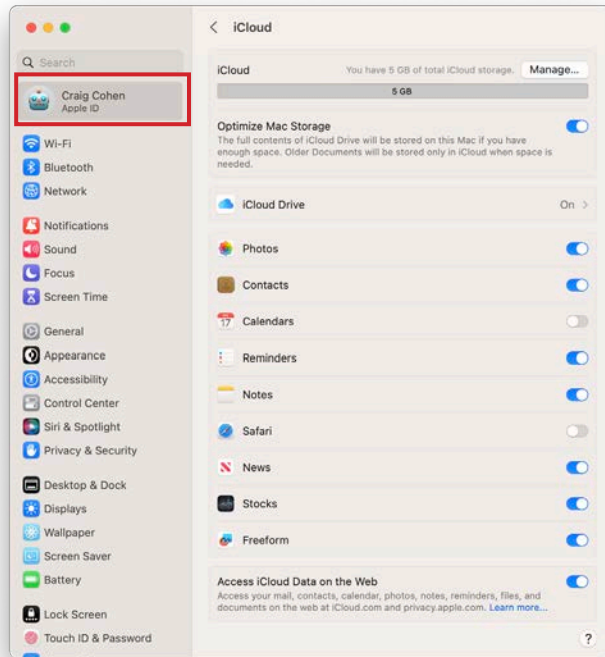 iCloud
Search
Craig Cohen
Apple ID
Wi-Fi
Bluetooth
Network
Notifications
Sound
Focus
Screen Time
General
Appearance
Accessibility
Control Center
Siri & Spotlight
Privacy & Security
Desktop & Dock
Displays
Wallpaper
Screen Saver
Battery
Lock Screen
Touch ID & Password
iCloud
You have 5 GB of total iCloud storage.
Manage...
5 GB
Optimize Mac Storage
The full contents of iCloud Drive will be stored on this Mac if you have
enough space. Older Documents will be stored only in iCloud when space is
needed.
iCloud Drive
On >
Photos
Contacts
17
Calendars
Reminders
Notes
Safari
News
Stocks
Freeform
Access iCloud Data on the Web
Access your mail, contacts, calendar, photos, notes, reminders, files, and
documents on the web at iCloud.com and privacy.apple.com. Learn more...
?